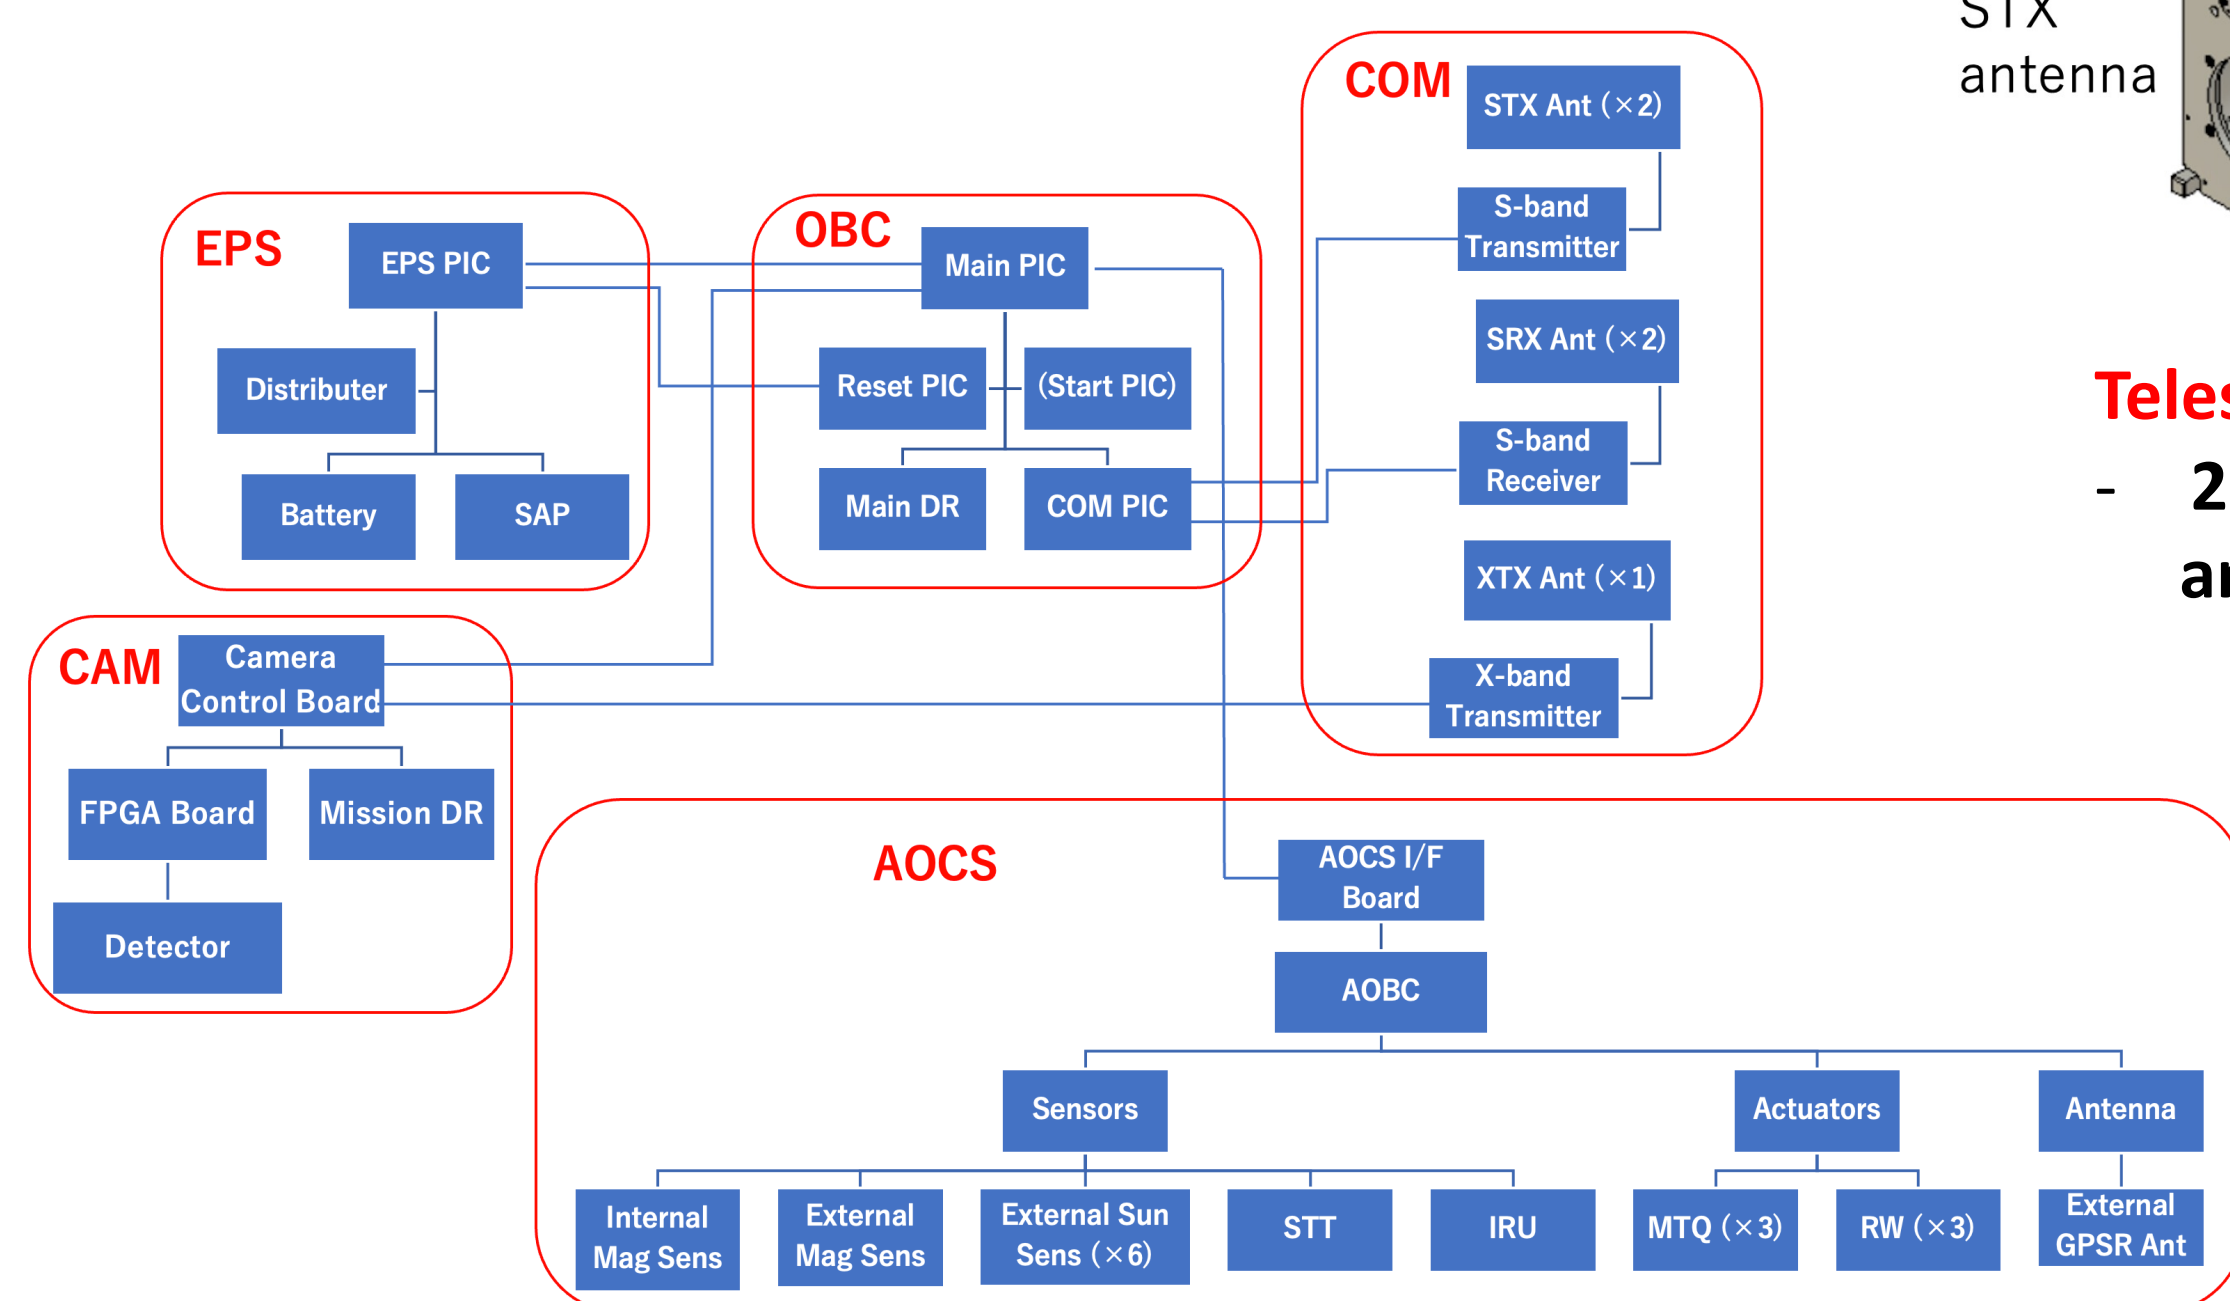 STX
antenna
COM
STX Ant (×2)
S-band
Transmitter
SRX Ant (×2)
S-band
Receiver
XTX Ant (×1)
X-band
Transmitter
EPS
EPS PIC
Distributer
Battery
SAP
OBC
Main PIC
Reset PIC
(Start PIC)
Main DR
COM PIC
CAM
Camera
Control Board
FPGA Board
Mission DR
Detector
AOCS
AOCS I/F
Board
AOBC
Sensors
Actuators
Antenna
Internal
Mag Sens
External
Mag Sens
External Sun
Sens (×6)
STT
IRU
MTQ (×3)
RW (×3)
External
GPSR Ant
- 2